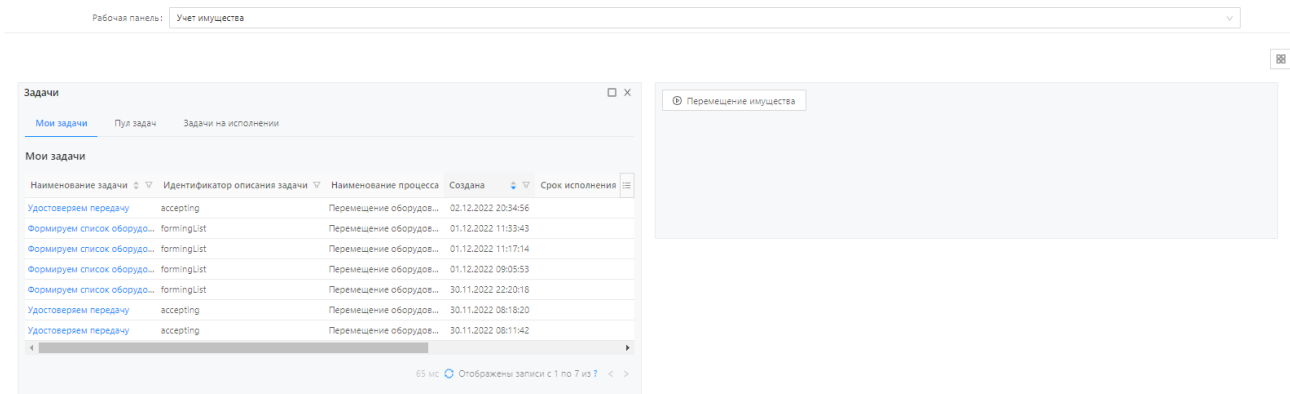 Рабочая панель: Учет имущества
Задачи
Перемещение имущества
Мои задачи Пул задач Задачи на исполнении
Мои задачи
Наименование задачи Идентификатор описания задачи Наименование процесса Создана Срок исполнения
Удостоверяем передачу accepting Перемещение оборудов... 02.12.2022 20:34:56
Формируем список оборудо... formingList Перемещение оборудов... 01.12.2022 11:33:43
Формируем список оборудо... formingList Перемещение оборудов... 01.12.2022 11:17:14
Формируем список оборудо... formingList Перемещение оборудов... 01.12.2022 09:05:53
Формируем список оборудо... formingList Перемещение оборудов... 30.11.2022 22:20:18
Удостоверяем передачу accepting Перемещение оборудов... 30.11.2022 08:18:20
Удостоверяем передачу accepting Перемещение оборудов... 30.11.2022 08:11:42
65 мс Отображены записи с 1 по 7 из ? < >